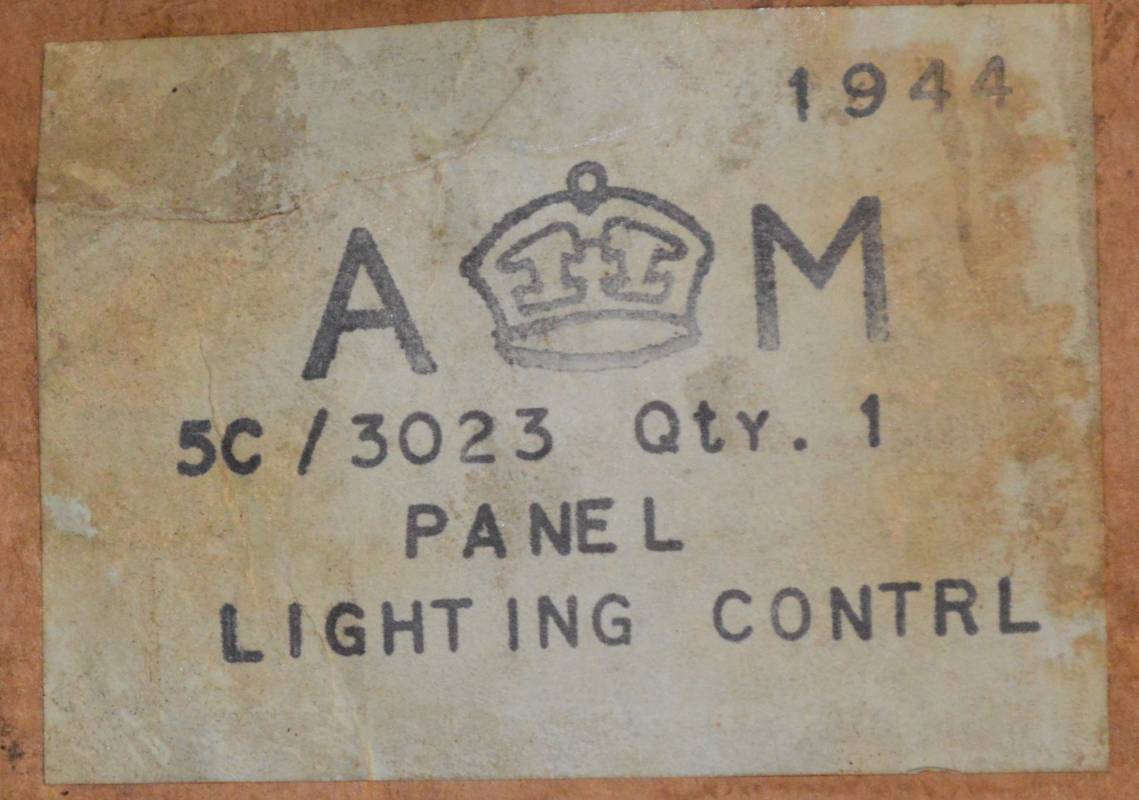 1944
A M
5C/3023 Qty. 1
PANEL
LIGHTING CONTRL